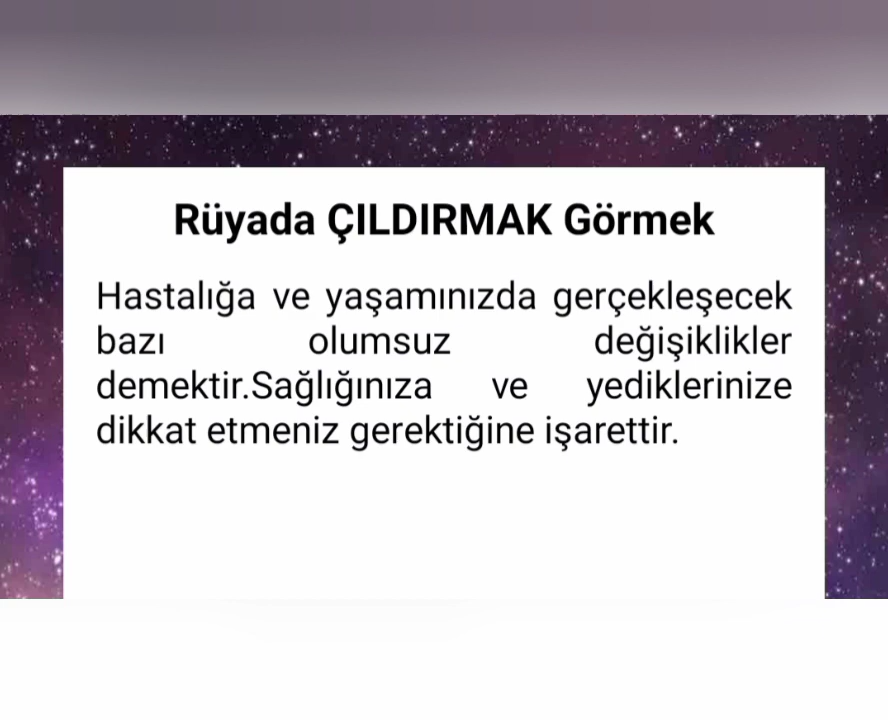 Rüyada ÇILDIRMAK Görmek
Hastalığa ve yaşamınızda gerçekleşecek
bazı olumsuz değişiklikler
demektir.Sağlığınıza ve yediklerinize
dikkat etmeniz gerektiğine işarettir.